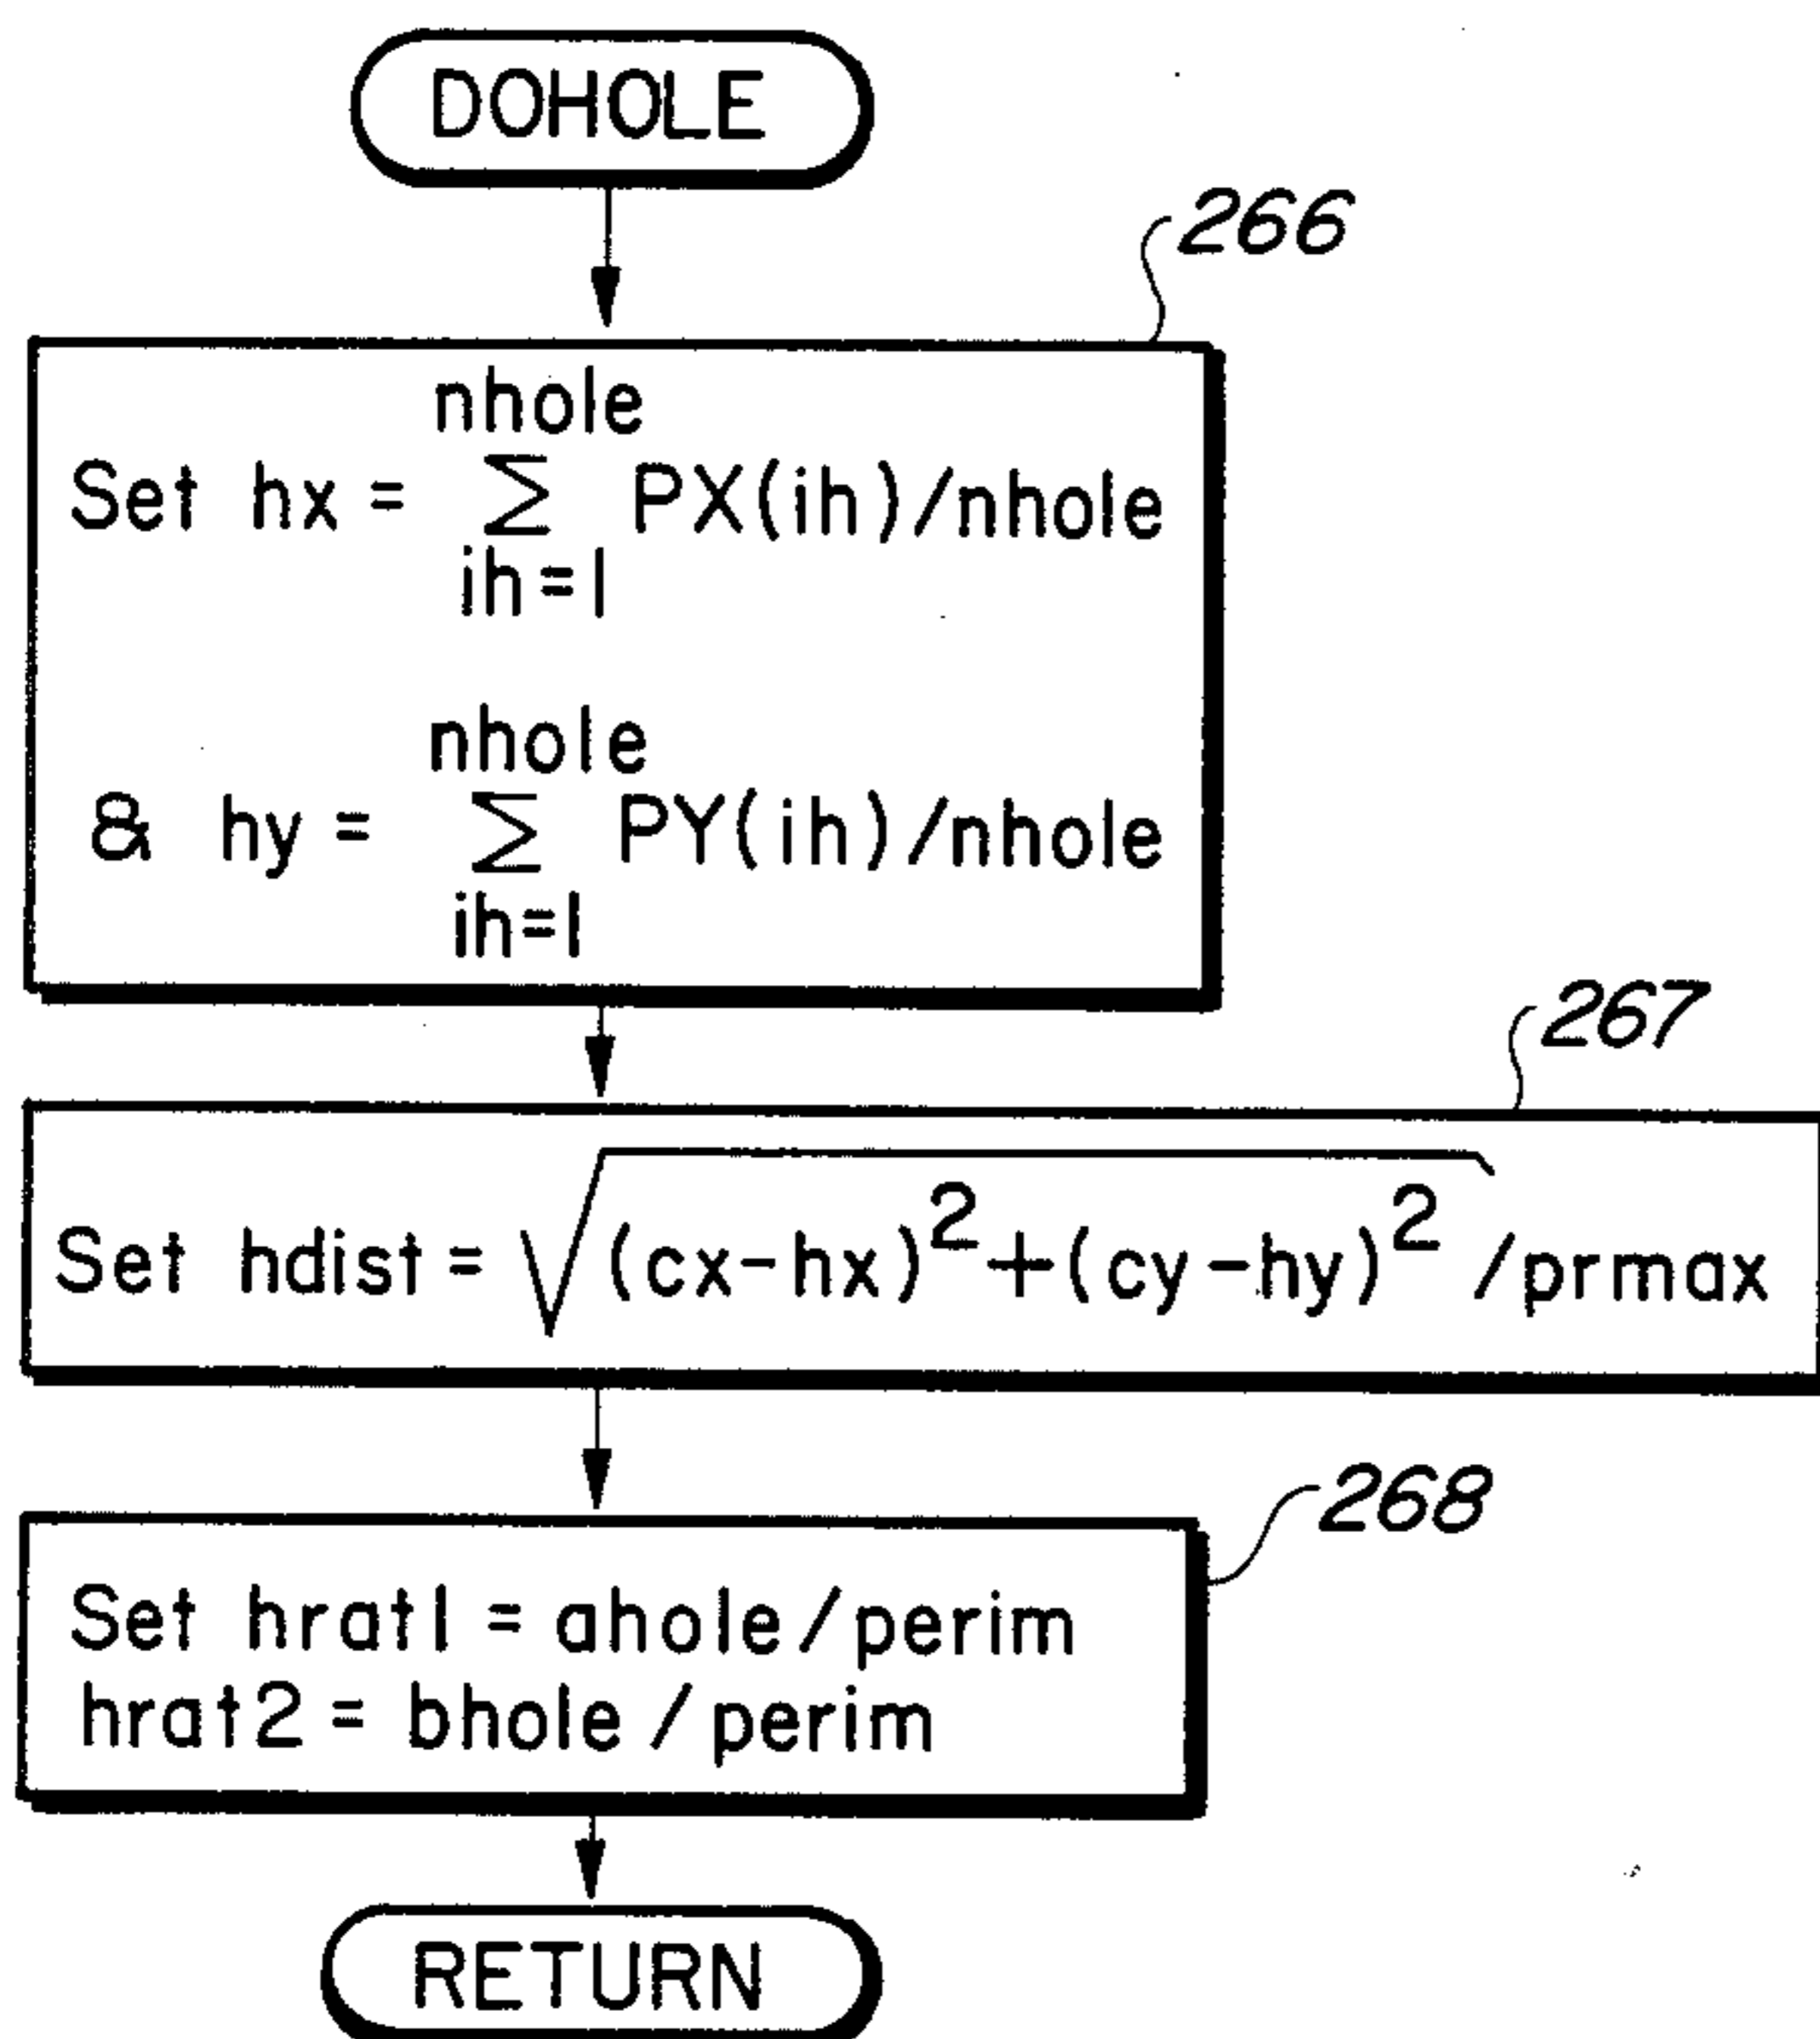 DOHOLE
266
nhole
Set hx = ∑ PX(ih)/nhole
ih=1
nhole
& hy = ∑ PY(ih)/nhole
ih=1
267
Set hdist = √(cx-hx)²+(cy-hy)² /prmax
268
Set hrat1 = ahole/perim
hrat2 = bhole/perim
RETURN